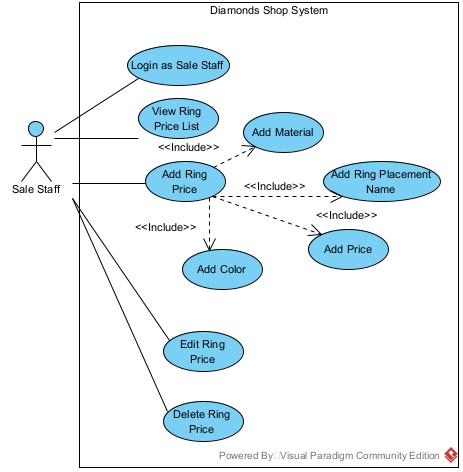 Diamonds Shop System
Login as Sale Staff
View Ring
Price List
<<Include>>
Add Material
Sale Staff
Add Ring
Price
<<Include>>
Add Ring Placement
Name
<<Include>>
<<Include>>
Add Price
Add Color
Edit Ring
Price
Delete Ring
Price
Powered By Visual Paradigm Community Edition